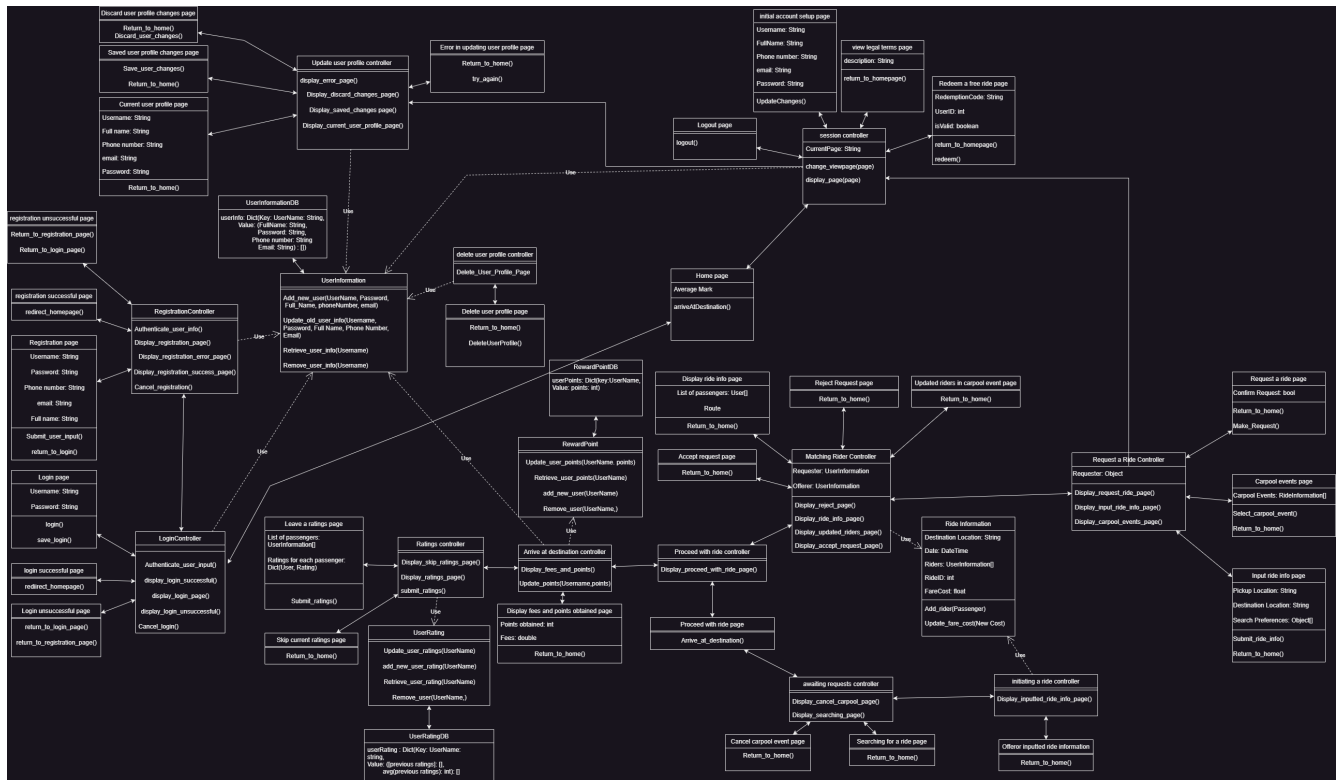 Discard user profile changes page
Return_to_home()
Discard_user_changes()
Saved user profile changes page
Save_user_changes()
Return_to_home()
Current user profile page
Username: String
Full name: String
Phone number: String
email: String
Password: String
Return_to_home()
Update user profile controller
display_error_page()
Display_discard_changes_page()
Display_saved_changes page()
Display_current_user_profile_page()
Error in updating user profile page
Return_to_home()
try_again()
initial account setup page
Username: String
FullName: String
Phone number: String
email: String
Password: String
UpdateChanges()
view legal terms page
description: String
return_to_homepage()
Redeem a free ride page
RedemptionCode: String
UserID: int
isValid: boolean
return_to_homepage()
redeem()
Logout page
logout()
session controller
CurrentPage: String
change_viewpage(page)
display_page(page)
Use
Use
UserInformationDB
userInfo: Dict(Key: UserName: String,
Value: (FullName: String,
Password: String,
Phone number: String
Email: String) : [])
registration unsuccessful page
Return_to_registration_page()
Return_to_login_page()
delete user profile controller
Delete_User_Profile_Page
Use
UserInformation
Add_new_user(UserName, Password,
Full_Name, phoneNumber, email)
Update_old_user_info(Username,
Password, Full Name, Phone Number,
Email)
Retrieve_user_info(Username)
Remove_user_info(Username)
Home page
Average Mark
arriveAtDestination()
registration successful page
redirect_homepage()
RegistrationController
Authenticate_user_info()
Display_registration_page()
Display_registration_error_page()
Display_registration_success_page()
Cancel_registration()
Use
Delete user profile page
Return_to_home()
DeleteUserProfile()
Registration page
Username: String
Password: String
Phone number: String
email: String
Full name: String
Submit_user_input()
return_to_login()
RewardPointDB
userPoints: Dict(key:UserName,
Value: points: int)
Display ride info page
List of passengers: User[]
Route
Return_to_home()
Reject Request page
Return_to_home()
Updated riders in carpool event page
Return_to_home()
Request a ride page
Confirm Request: bool
Return_to_home()
Make_Request()
Use
Use
RewardPoint
Update_user_points(UserName. points)
Retrieve_user_points(UserName)
add_new_user(UserName)
Remove_user(UserName,)
Accept request page
Return_to_home()
Matching Rider Controller
Requester: UserInformation
Offerer: UserInformation
Display_reject_page()
Display_ride_info_page()
Display_updated_riders_page()
Display_accept_request_page()
Request a Ride Controller
Requester: Object
Display_request_ride_page()
Display_input_ride_info_page()
Display_carpool_events_page()
Carpool events page
Carpool Events: RideInformation[]
Select_carpool_event()
Return_to_home()
Login page
Username: String
Password: String
login()
save_login()
LoginController
Authenticate_user_input()
display_login_successful()
display_login_page()
display_login_unsuccessful()
Cancel_login()
Leave a ratings page
List of passengers:
UserInformation[]
Ratings for each passenger:
Dict(User, Rating)
Submit_ratings()
Ratings controller
Display_skip_ratings_page()
Display_ratings_page()
submit_ratings()
Use
Use
Arrive at destination controller
Display_fees_and_points()
Update_points(Username,points)
Proceed with ride controller
Display_proceed_with_ride_page()
Use
Ride Information
Destination Location: String
Date: DateTime
Riders: UserInformation[]
RideID: int
FareCost: float
Add_rider(Passenger)
Update_fare_cost(New Cost)
Input ride info page
Pickup Location: String
Destination Location: String
Search Preferences: Object[]
Submit_ride_info()
Return_to_home()
login successful page
redirect_homepage()
Login unsuccessful page
return_to_login_page()
return_to_registration_page()
Display fees and points obtained page
Points obtained: int
Fees: double
Return_to_home()
Skip current ratings page
Return_to_home()
UserRating
Update_user_ratings(UserName)
add_new_user_rating(UserName)
Retrieve_user_rating(UserName)
Remove_user(UserName,)
Proceed with ride page
Arrive_at_destination()
Use
awaiting requests controller
Display_cancel_carpool_page()
Display_searching_page()
initiating a ride controller
Display_inputted_ride_info_page()
UserRatingDB
userRating : Dict(Key: UserName:
string,
Value: ([previous ratings]: [],
avg(previous ratings): int): []
Cancel carpool event page
Return_to_home()
Searching for a ride page
Return_to_home()
Offeror inputted ride information
Return_to_home()